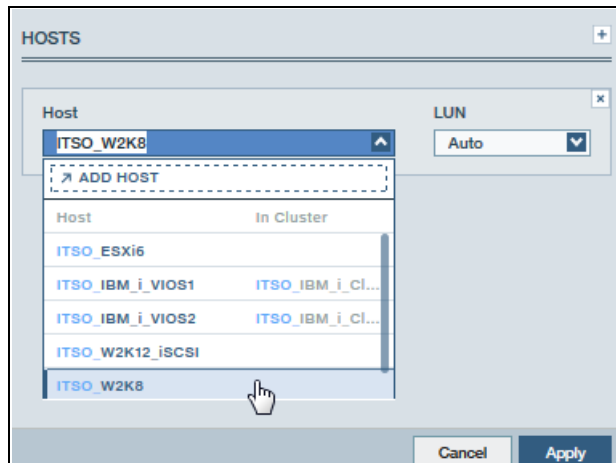 HOSTS
Host LUN
ITSO_W2K8 Auto
ADD HOST
Host In Cluster
ITSO_ESXi6
ITSO_IBM_i_VIOS1 ITSO_IBM_i_Cl...
ITSO_IBM_i_VIOS2 ITSO_IBM_i_Cl...
ITSO_W2K12_iSCSI
ITSO_W2K8
Cancel Apply